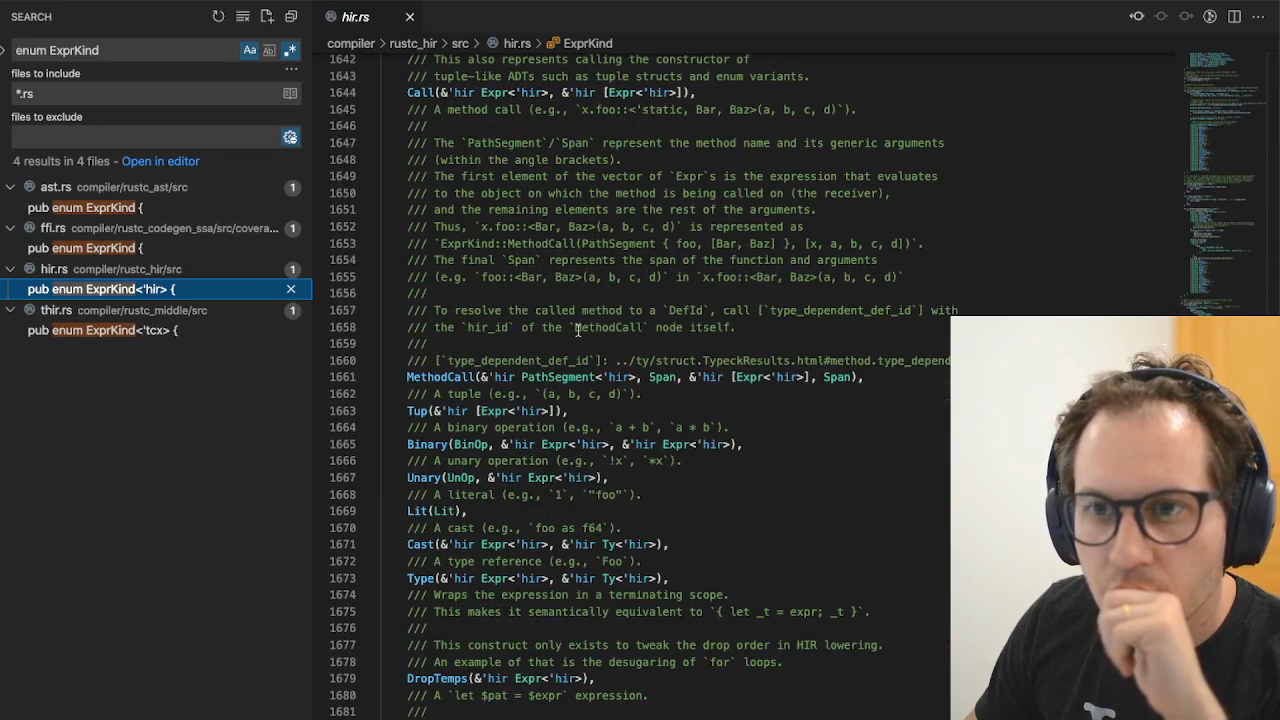 SEARCH
enum ExprKind
Aa
ab
.*
files to include
*.rs
files to exclude
4 results in 4 files - Open in editor
ast.rs compiler/rustc_ast/src 1
pub enum ExprKind {
ffi.rs compiler/rustc_codegen_ssa/src/covera... 1
pub enum ExprKind {
hir.rs compiler/rustc_hir/src 1
pub enum ExprKind<'hir> {
thir.rs compiler/rustc_middle/src 1
pub enum ExprKind<'tcx> {
hir.rs
compiler > rustc_hir > src > hir.rs > ExprKind
1642 /// This also represents calling the constructor of
1643 /// tuple-like ADTs such as tuple structs and enum variants.
1644 Call(&'hir Expr<'hir>, &'hir [Expr<'hir>]),
1645 /// A method call (e.g., `x.foo::<'static, Bar, Baz>(a, b, c, d)`).
1646 ///
1647 /// The `PathSegment`/`Span` represent the method name and its generic arguments
1648 /// (within the angle brackets).
1649 /// The first element of the vector of `Expr`s is the expression that evaluates
1650 /// to the object on which the method is being called on (the receiver),
1651 /// and the remaining elements are the rest of the arguments.
1652 /// Thus, `x.foo::<Bar, Baz>(a, b, c, d)` is represented as
1653 /// `ExprKind::MethodCall(PathSegment { foo, [Bar, Baz] }, [x, a, b, c, d])`.
1654 /// The final `Span` represents the span of the function and arguments
1655 /// (e.g. `foo::<Bar, Baz>(a, b, c, d)` in `x.foo::<Bar, Baz>(a, b, c, d)`
1656 ///
1657 /// To resolve the called method to a `DefId`, call [`type_dependent_def_id`] with
1658 /// the `hir_id` of the `MethodCall` node itself.
1659 ///
1660 /// [`type_dependent_def_id`]: ../ty/struct.TypeckResults.html#method.type_depend
1661 MethodCall(&'hir PathSegment<'hir>, Span, &'hir [Expr<'hir>], Span),
1662 /// A tuple (e.g., `(a, b, c, d)`).
1663 Tup(&'hir [Expr<'hir>]),
1664 /// A binary operation (e.g., `a + b`, `a * b`).
1665 Binary(BinOp, &'hir Expr<'hir>, &'hir Expr<'hir>),
1666 /// A unary operation (e.g., `!x`, `*x`).
1667 Unary(UnOp, &'hir Expr<'hir>),
1668 /// A literal (e.g., `1`, `"foo"`).
1669 Lit(Lit),
1670 /// A cast (e.g., `foo as f64`).
1671 Cast(&'hir Expr<'hir>, &'hir Ty<'hir>),
1672 /// A type reference (e.g., `Foo`).
1673 Type(&'hir Expr<'hir>, &'hir Ty<'hir>),
1674 /// Wraps the expression in a terminating scope.
1675 /// This makes it semantically equivalent to `{ let _t = expr; _t }`.
1676 ///
1677 /// This construct only exists to tweak the drop order in HIR lowering.
1678 /// An example of that is the desugaring of `for` loops.
1679 DropTemps(&'hir Expr<'hir>),
1680 /// A `let $pat = $expr` expression.
1681 ///